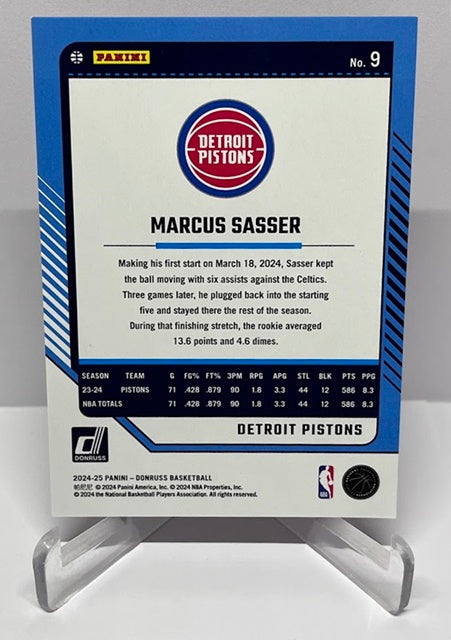 PANINI
No. 9
DETROIT
PISTONS
MARCUS SASSER
Making his first start on March 18, 2024, Sasser kept
the ball moving with six assists against the Celtics.
Three games later, he plugged back into the starting
five and stayed there the rest of the season.
During that finishing stretch, the rookie averaged
13.6 points and 4.6 dimes.
SEASON TEAM G FG% FT% 3PM RPG APG STL BLK PTS PPG
23-24 PISTONS 71 .428 .879 90 1.8 3.3 44 12 586 8.3
NBA TOTALS 71 .428 .879 90 1.8 3.3 44 12 586 8.3
DETROIT PISTONS
DONRUSS
2024-25 PANINI – DONRUSS BASKETBALL
帕尼尼 © 2024 Panini America, Inc. © 2024 NBA Properties, Inc.
© 2024 the National Basketball Players Association. All rights reserved.
NBA